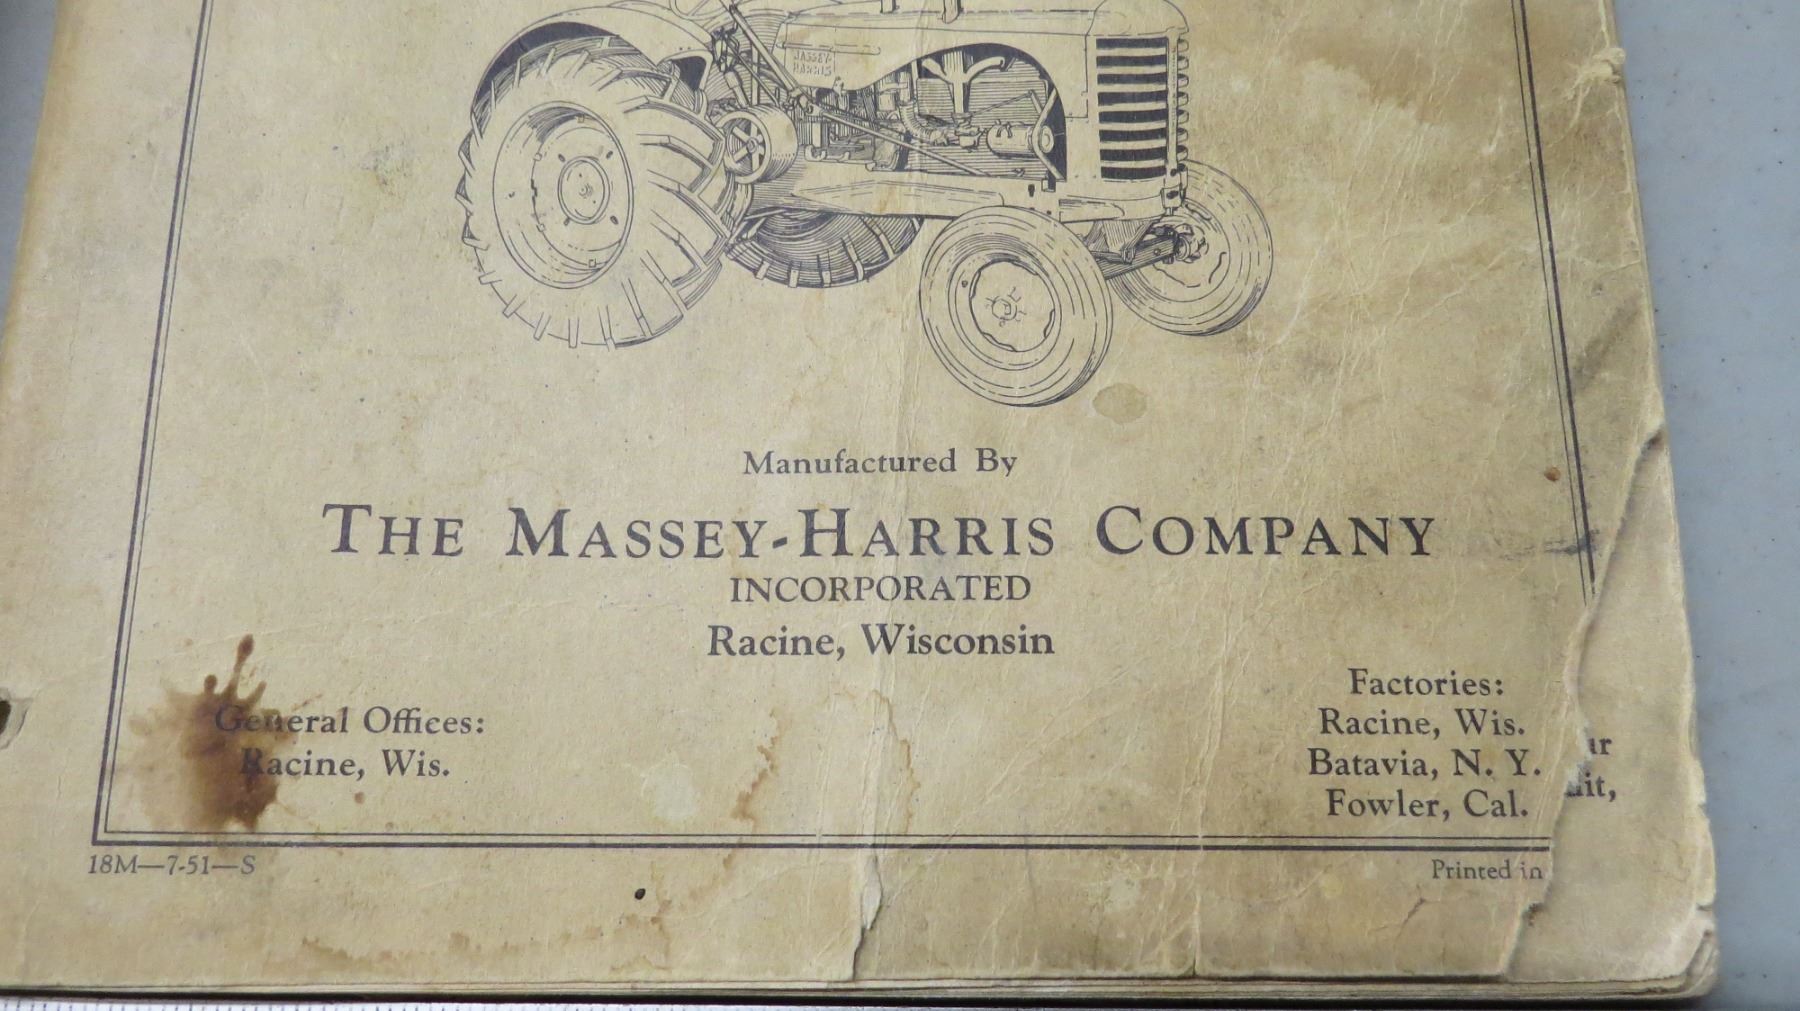 MASSEY-
HARRIS
Manufactured By
THE MASSEY-HARRIS COMPANY
INCORPORATED
Racine, Wisconsin
General Offices:
Racine, Wis.
Factories:
Racine, Wis.
Batavia, N. Y.
Fowler, Cal.
18M—7-51—S
Printed in